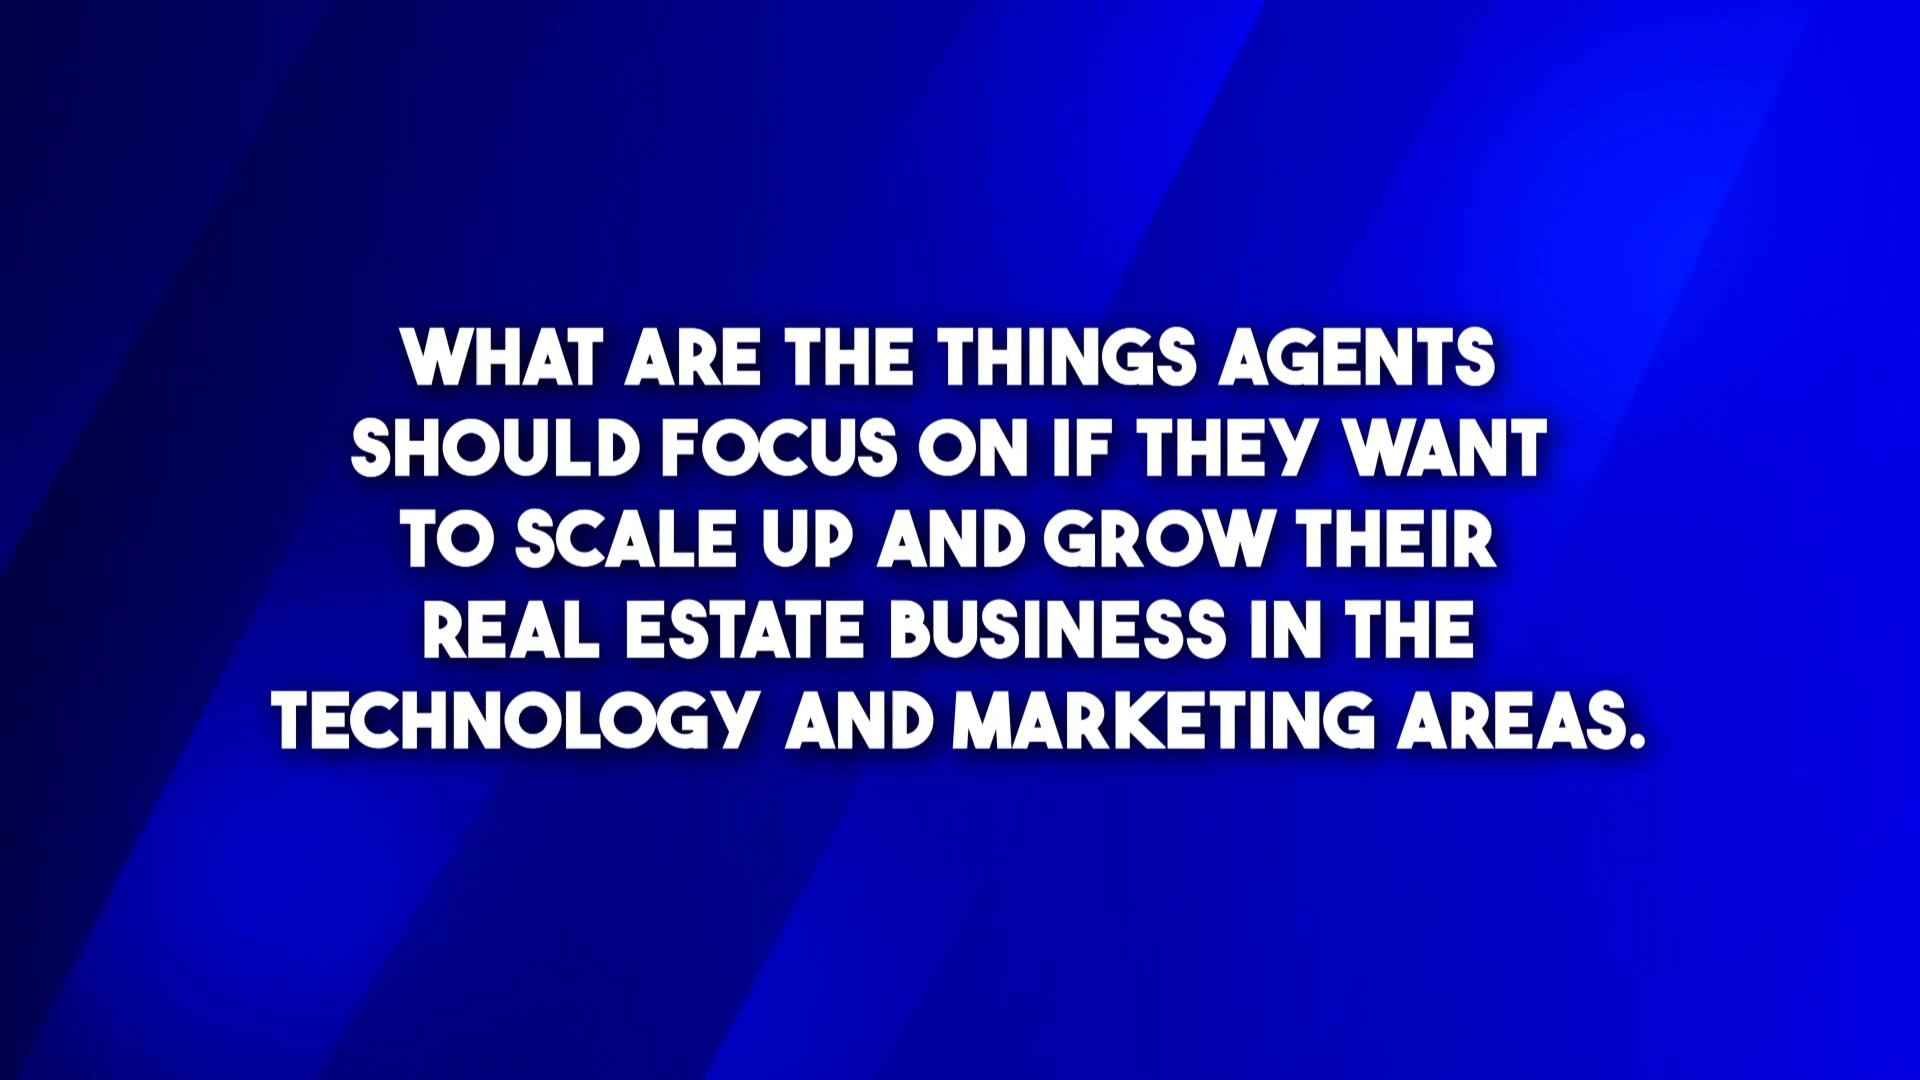 WHAT ARE THE THINGS AGENTS
SHOULD FOCUS ON IF THEY WANT
TO SCALE UP AND GROW THEIR
REAL ESTATE BUSINESS IN THE
TECHNOLOGY AND MARKETING AREAS.